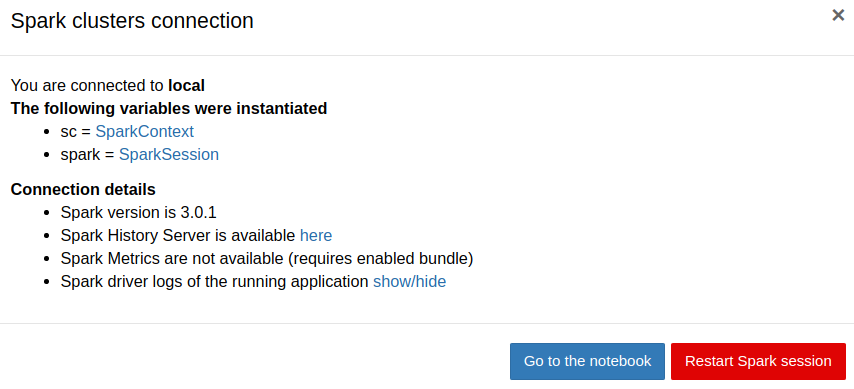 Spark clusters connection
×
You are connected to local
The following variables were instantiated
• sc = SparkContext
• spark = SparkSession
Connection details
• Spark version is 3.0.1
• Spark History Server is available here
• Spark Metrics are not available (requires enabled bundle)
• Spark driver logs of the running application show/hide
Go to the notebook
Restart Spark session